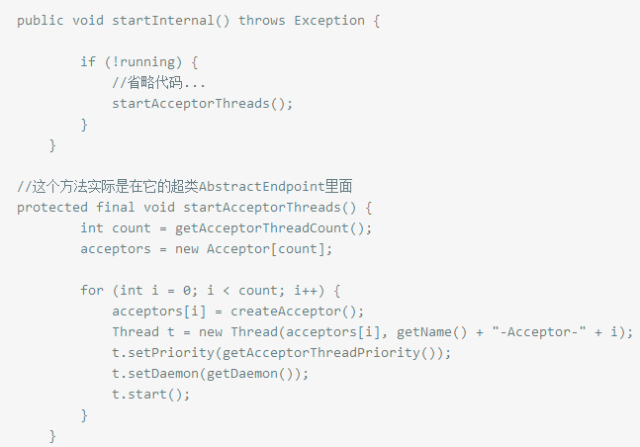 public void startInternal() throws Exception {
if (!running) {
//省略代码...
startAcceptorThreads();
}
}
//这个方法实际是在它的超类AbstractEndpoint里面
protected final void startAcceptorThreads() {
int count = getAcceptorThreadCount();
acceptors = new Acceptor[count];
for (int i = 0; i < count; i++) {
acceptors[i] = createAcceptor();
Thread t = new Thread(acceptors[i], getName() + "-Acceptor-" + i);
t.setPriority(getAcceptorThreadPriority());
t.setDaemon(getDaemon());
t.start();
}
}